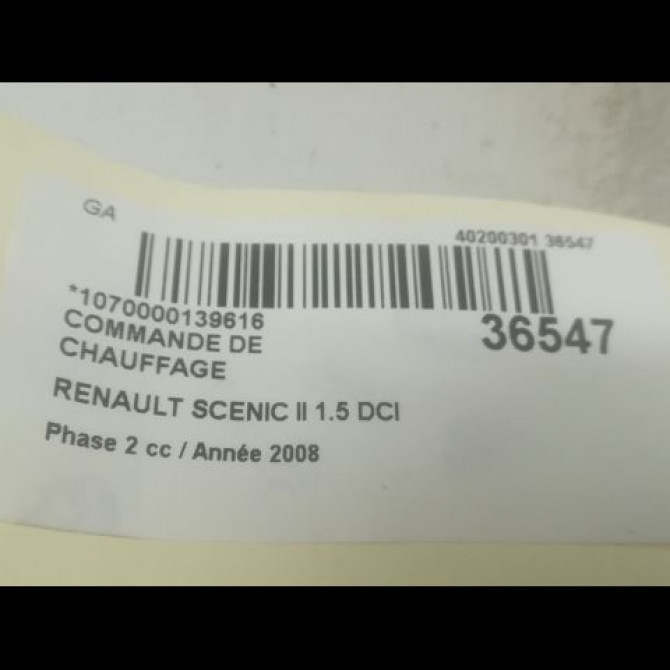 GA
40200301 36547
*1070000139616
36547
COMMANDE DE
CHAUFFAGE
RENAULT SCENIC II 1.5 DCI
Phase 2 cc / Année 2008